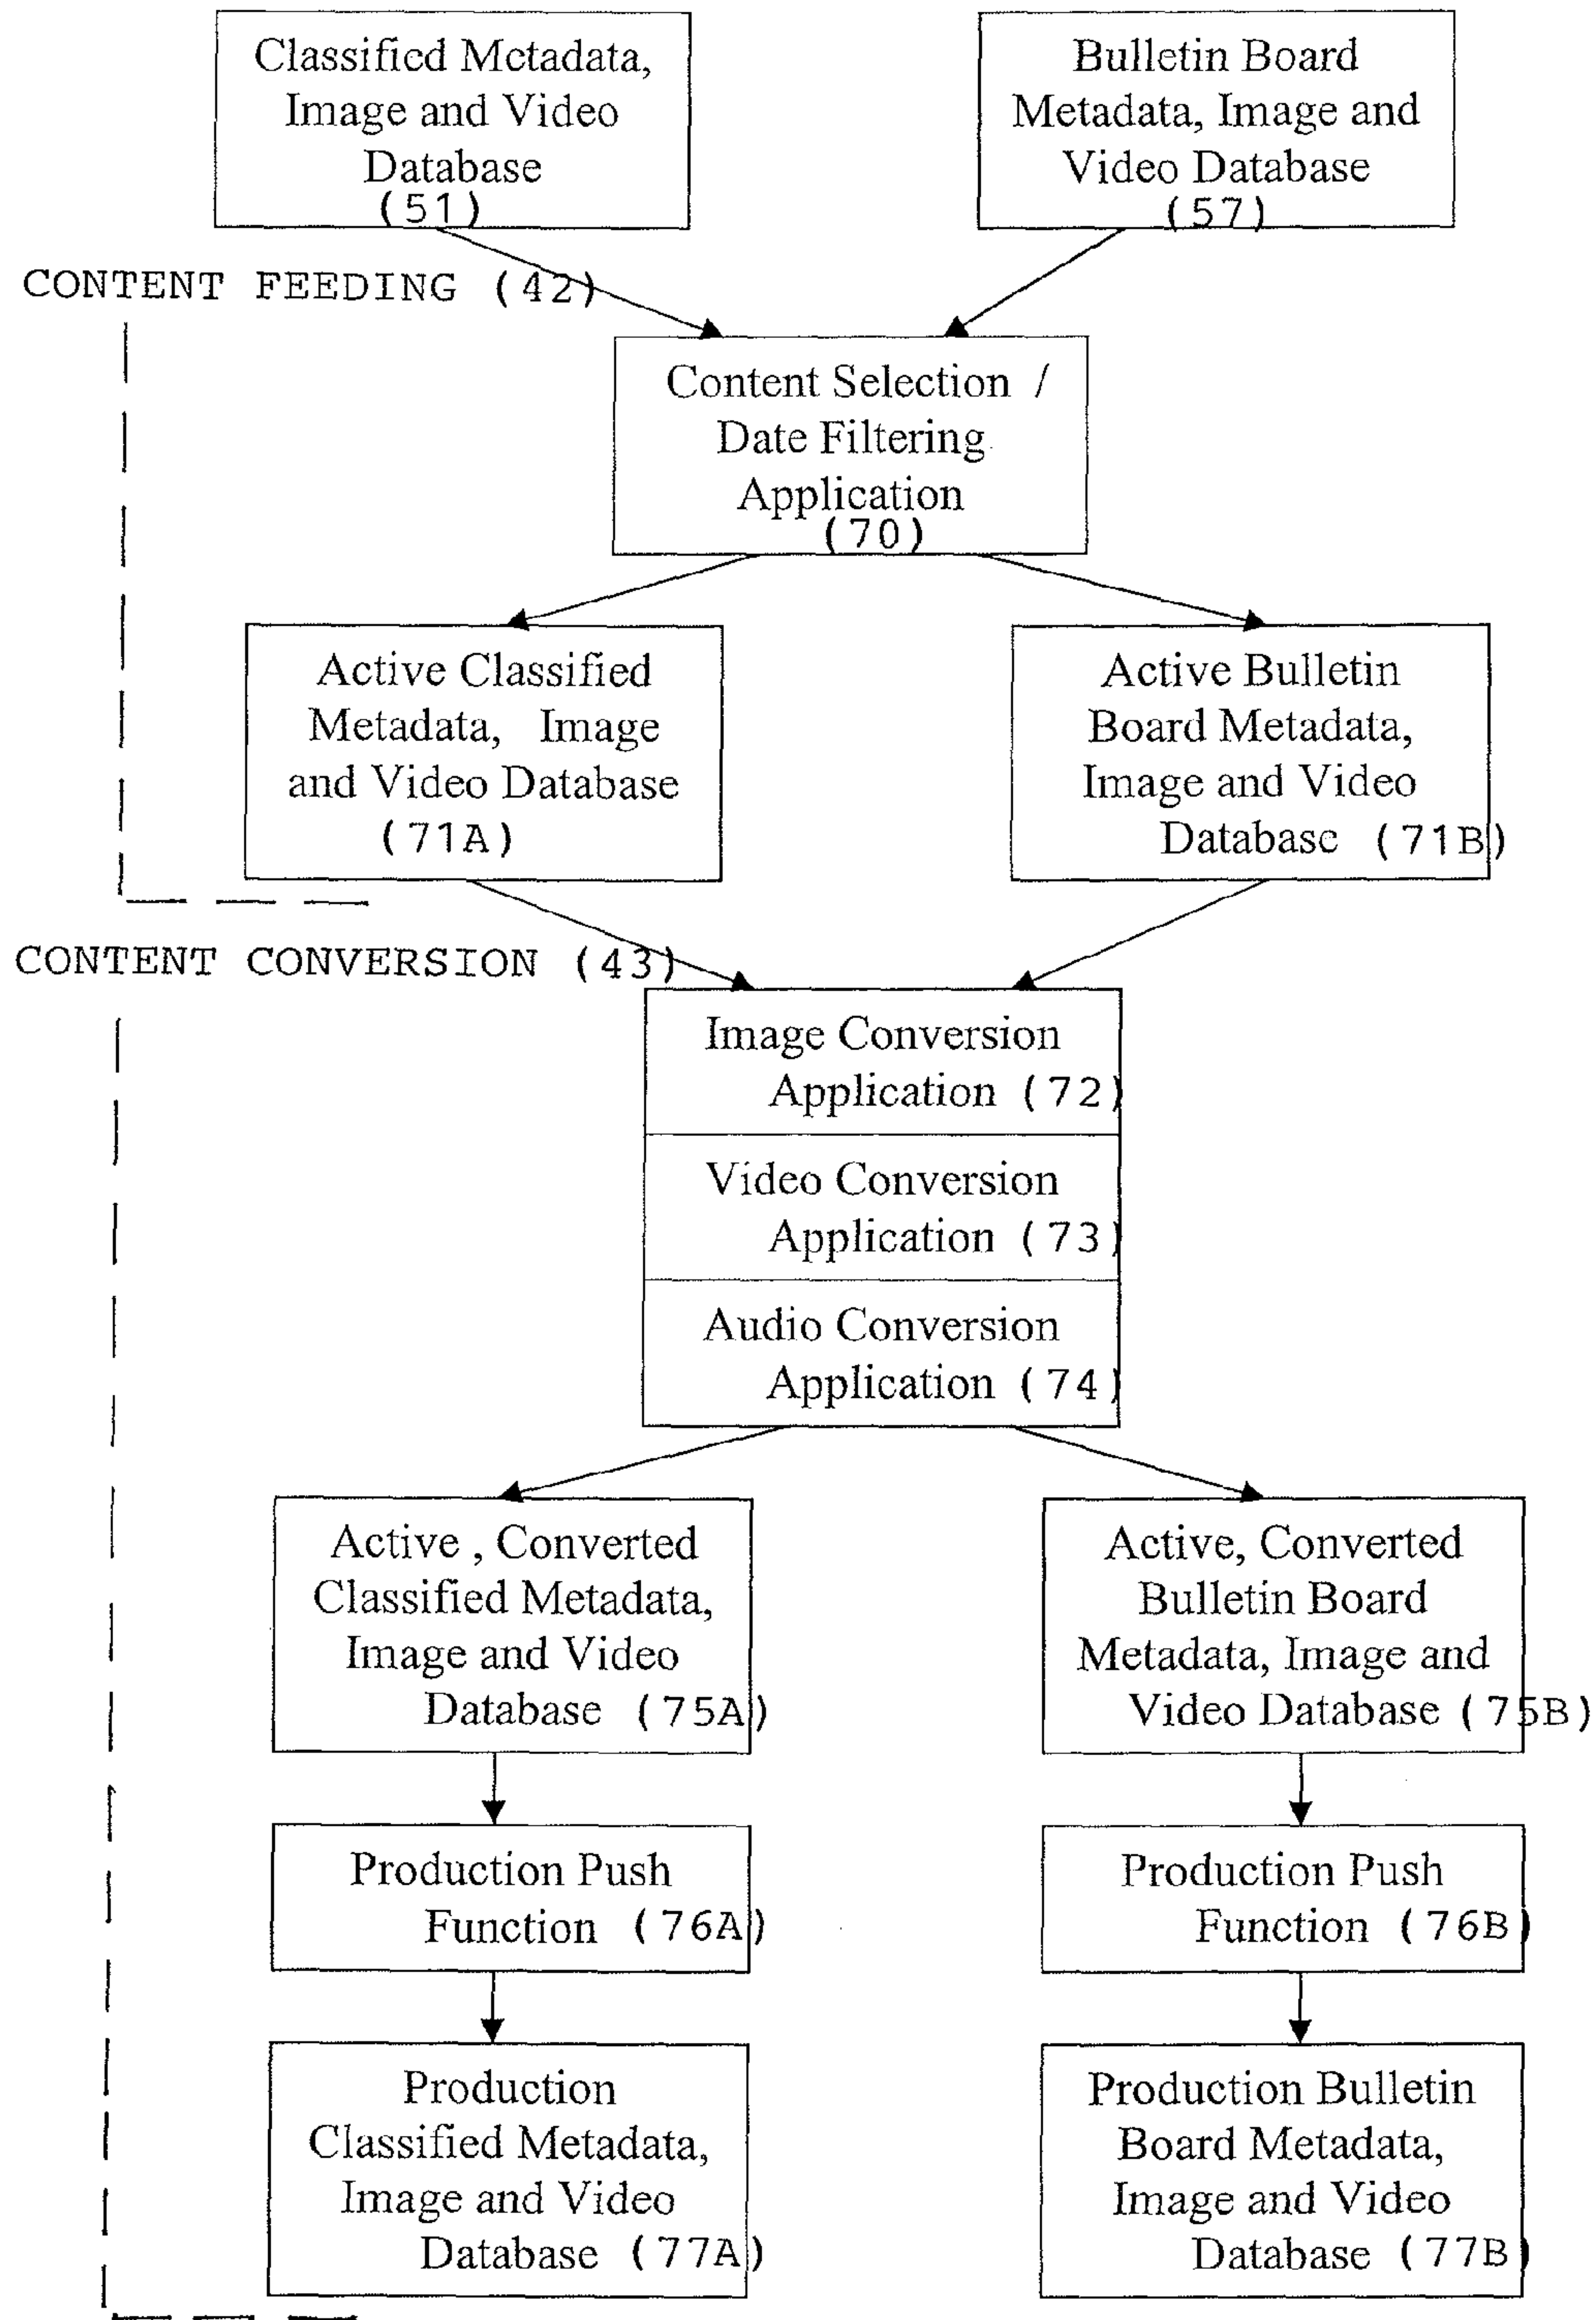 Classified Metadata,
Image and Video
Database
(51)
Bulletin Board
Metadata, Image and
Video Database
(57)
CONTENT FEEDING (42)
Content Selection /
Date Filtering
Application
(70)
Active Classified
Metadata, Image
and Video Database
(71A)
Active Bulletin
Board Metadata,
Image and Video
Database (71B)
CONTENT CONVERSION (43)
Image Conversion
Application (72)
Video Conversion
Application (73)
Audio Conversion
Application (74)
Active , Converted
Classified Metadata,
Image and Video
Database (75A)
Active, Converted
Bulletin Board
Metadata, Image and
Video Database (75B)
Production Push
Function (76A)
Production Push
Function (76B)
Production
Classified Metadata,
Image and Video
Database (77A)
Production Bulletin
Board Metadata,
Image and Video
Database (77B)